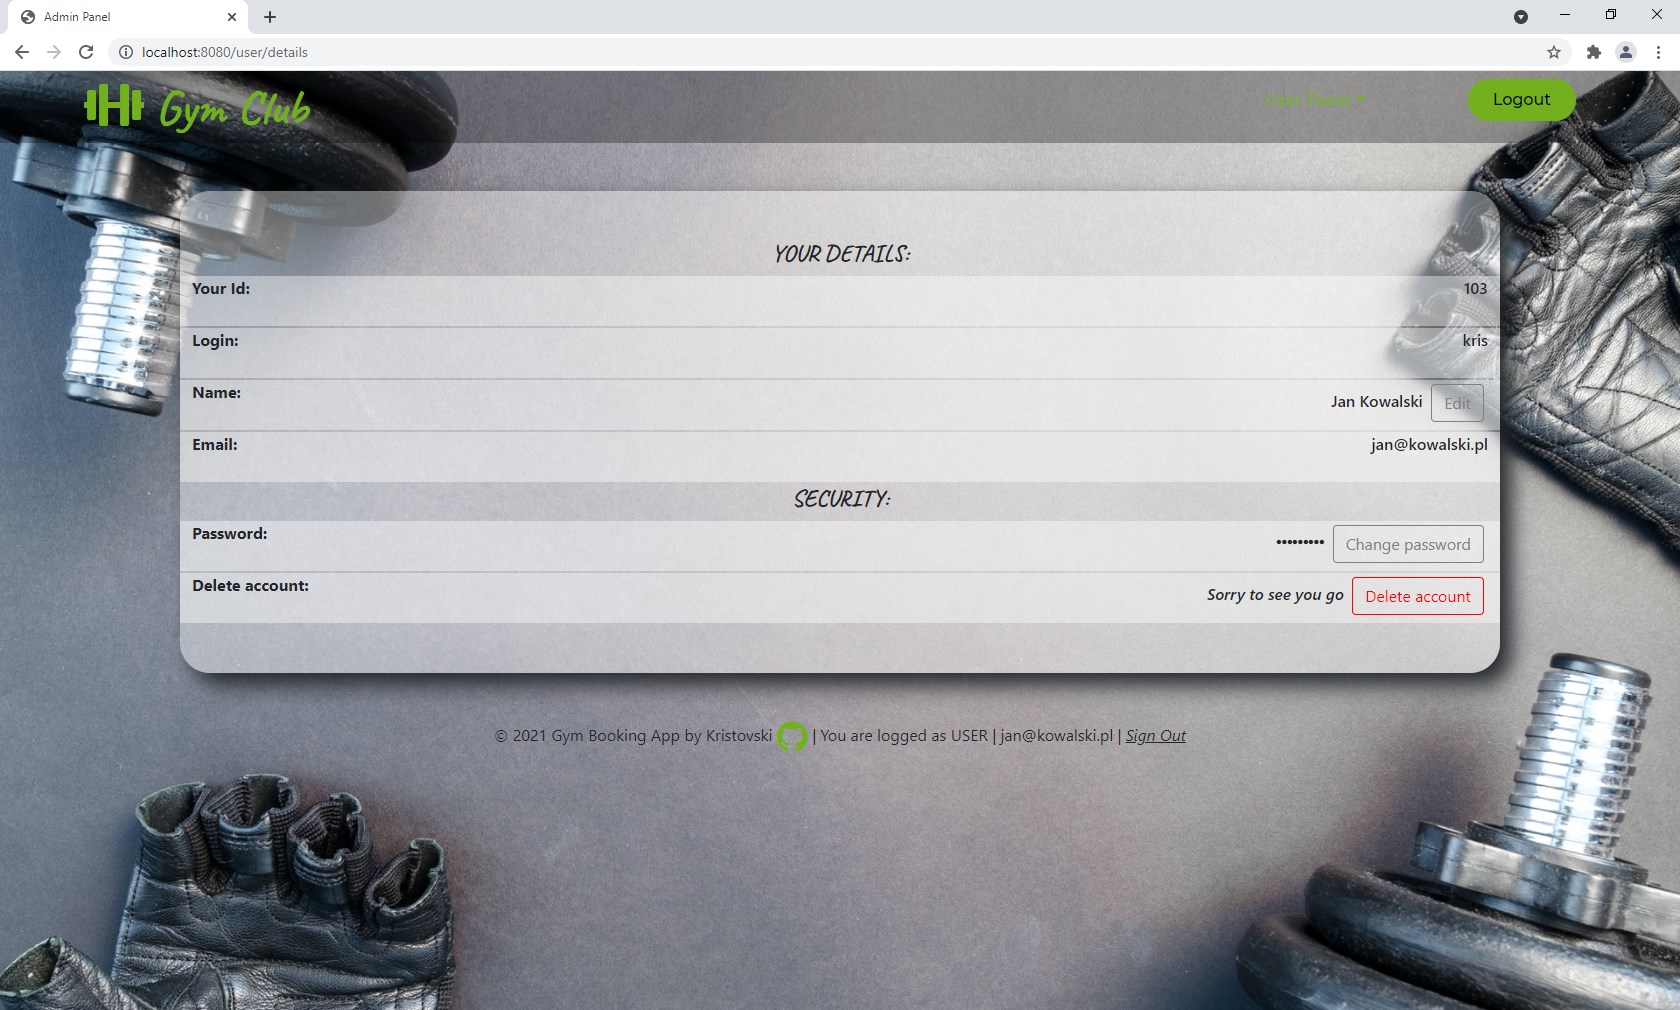 Admin Panel
localhost:8080/user/details
Gym Club
User Panel
Logout
YOUR DETAILS:
Your Id: 103
Login: kris
Name: Jan Kowalski Edit
Email: jan@kowalski.pl
SECURITY:
Password: ••••••••• Change password
Delete account: Sorry to see you go Delete account
© 2021 Gym Booking App by Kristovski | You are logged as USER | jan@kowalski.pl | Sign Out